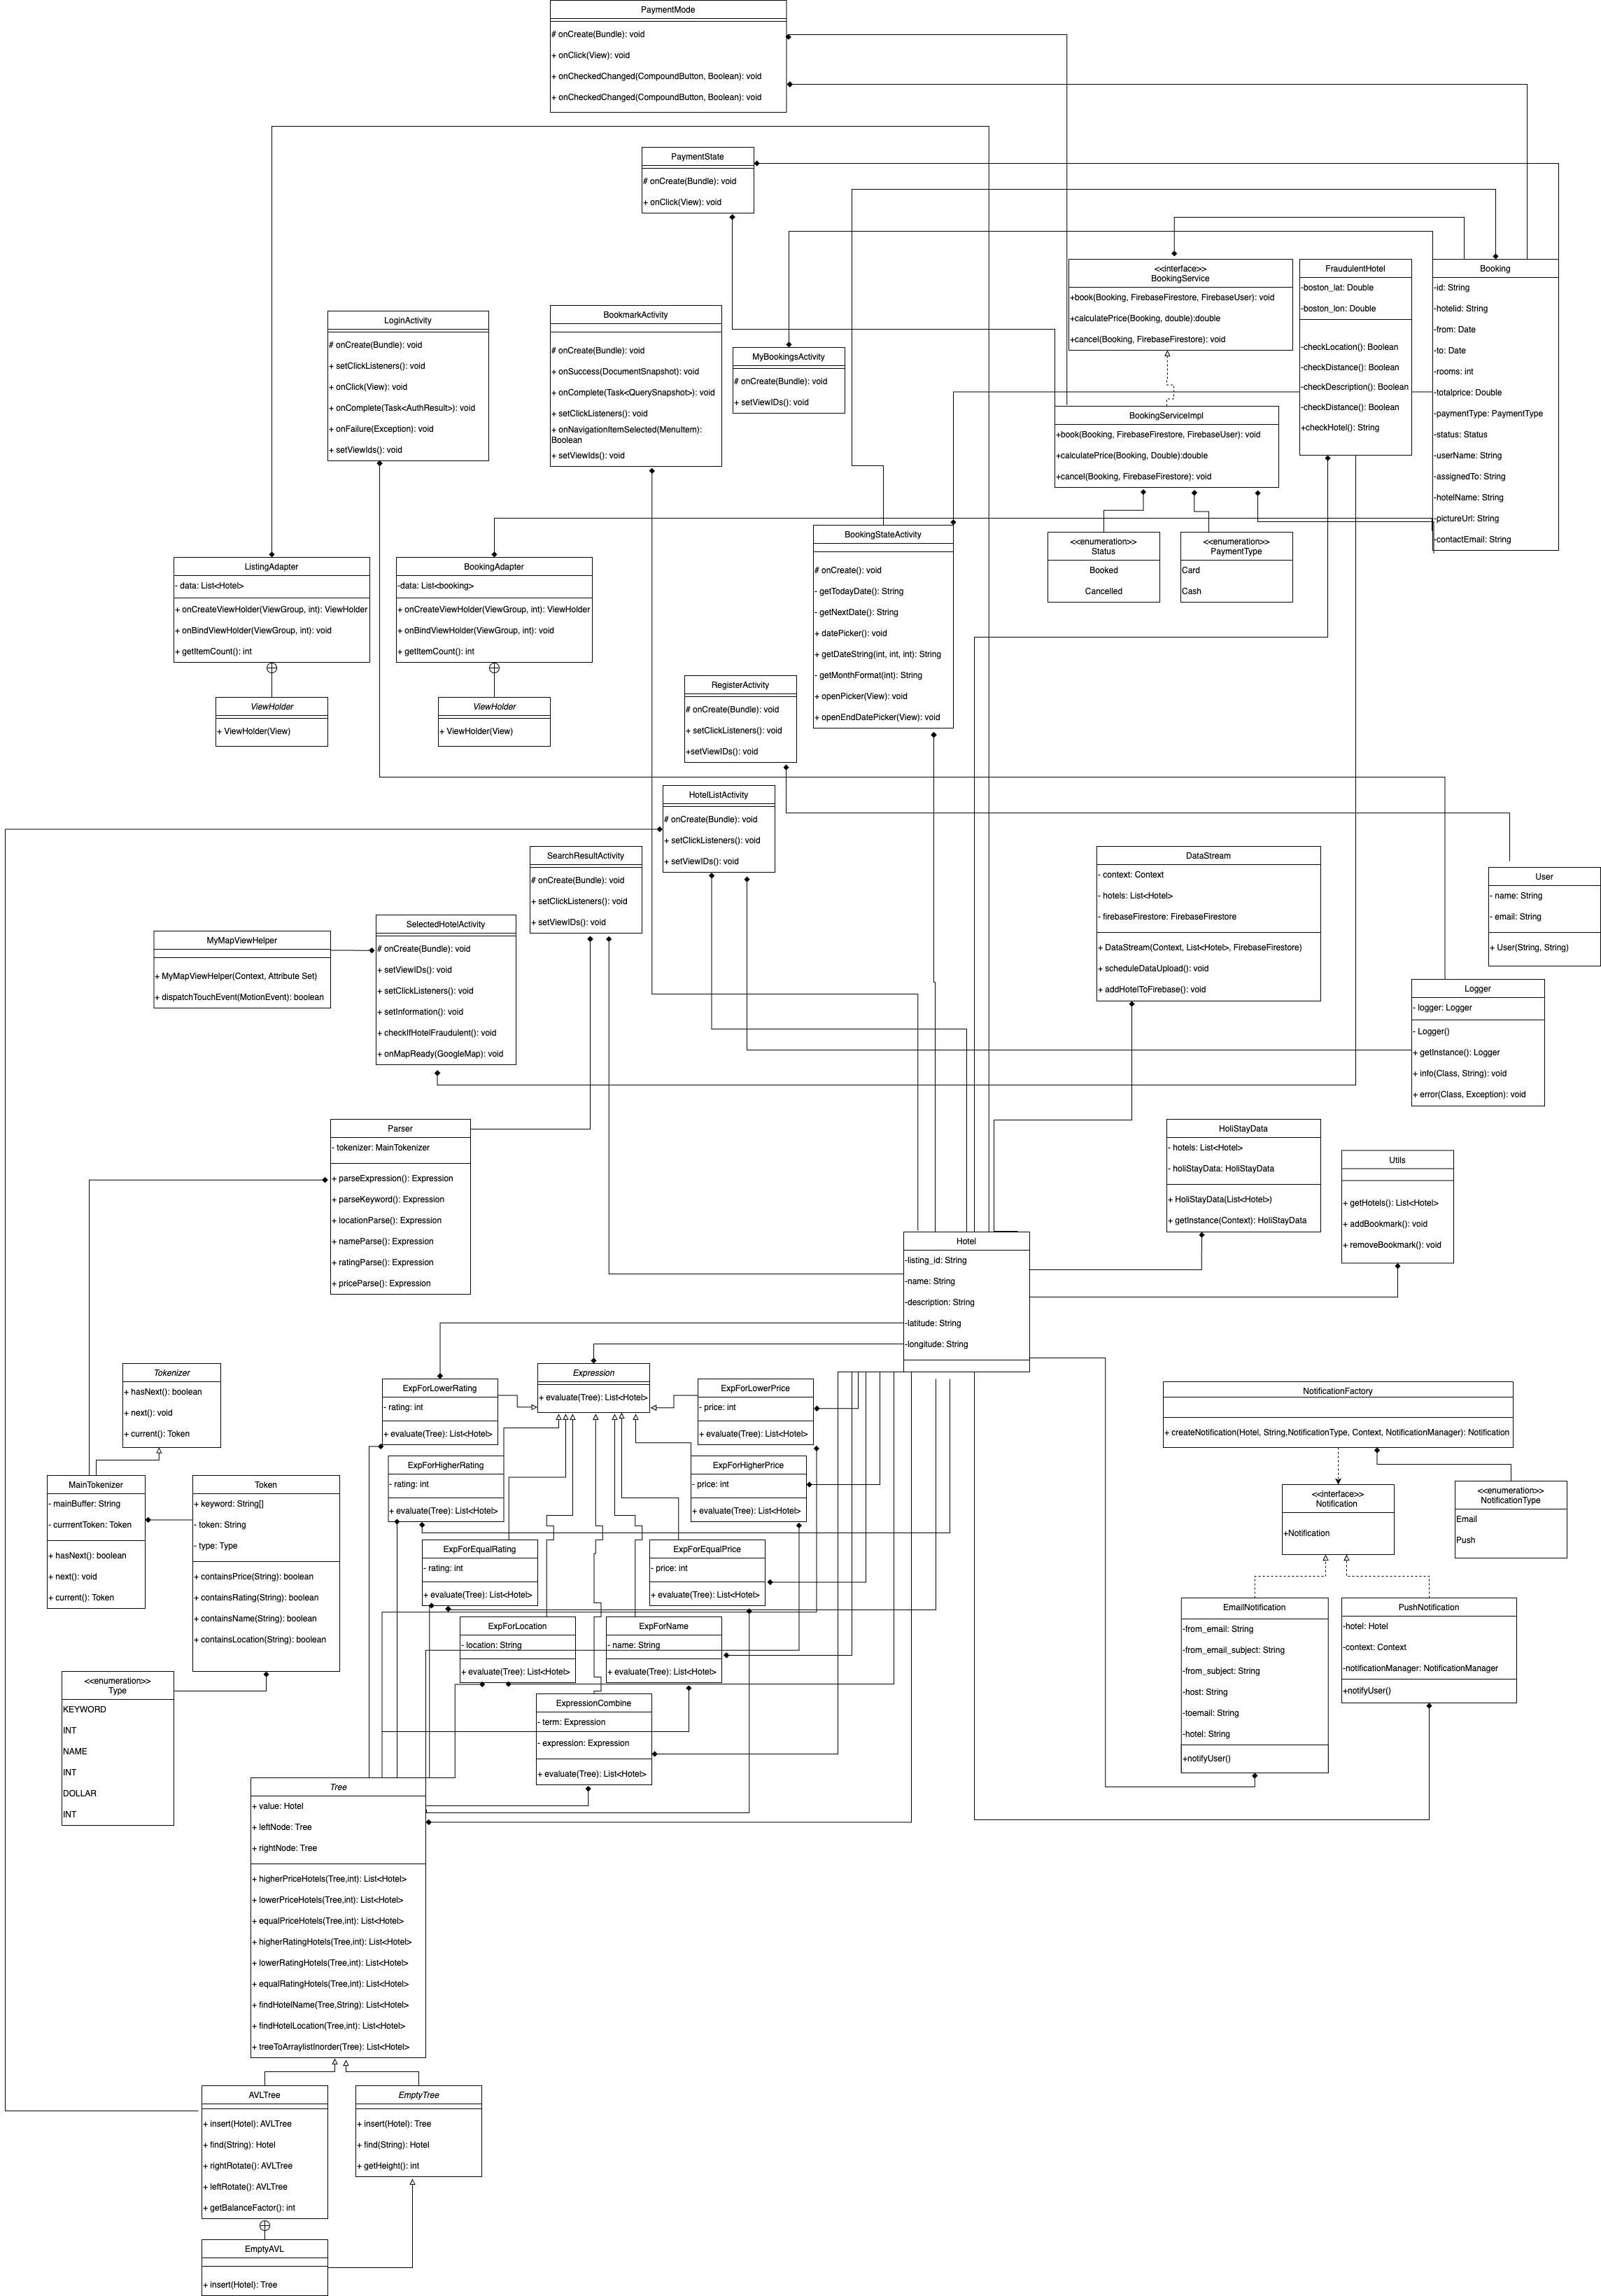 PaymentMode
# onCreate(Bundle): void
+ onClick(View): void
+ onCheckedChanged(CompoundButton, Boolean): void
+ onCheckedChanged(CompoundButton, Boolean): void
PaymentState
# onCreate(Bundle): void
+ onClick(View): void
<<interface>>
BookingService
+book(Booking, FirebaseFirestore, FirebaseUser): void
+calculatePrice(Booking, double):double
+cancel(Booking, FirebaseFirestore): void
FraudulentHotel
-boston_lat: Double
-boston_lon: Double
-checkLocation(): Boolean
-checkDistance(): Boolean
-checkDescription(): Boolean
-checkDistance(): Boolean
+checkHotel(): String
Booking
-id: String
-hotelid: String
-from: Date
-to: Date
-rooms: int
-totalprice: Double
-paymentType: PaymentType
-status: Status
-userName: String
-assignedTo: String
-hotelName: String
-pictureUrl: String
-contactEmail: String
LoginActivity
# onCreate(Bundle): void
+ setClickListeners(): void
+ onClick(View): void
+ onComplete(Task<AuthResult>): void
+ onFailure(Exception): void
+ setViewIds(): void
BookmarkActivity
# onCreate(Bundle): void
+ onSuccess(DocumentSnapshot): void
+ onComplete(Task<QuerySnapshot>): void
+ setClickListeners(): void
+ onNavigationItemSelected(MenuItem):
Boolean
+ setViewIds(): void
MyBookingsActivity
# onCreate(Bundle): void
+ setViewIDs(): void
BookingServiceImpl
+book(Booking, FirebaseFirestore, FirebaseUser): void
+calculatePrice(Booking, Double):double
+cancel(Booking, FirebaseFirestore): void
<<enumeration>>
Status
Booked
Cancelled
<<enumeration>>
PaymentType
Card
Cash
BookingStateActivity
# onCreate(): void
- getTodayDate(): String
- getNextDate(): String
+ datePicker(): void
+ getDateString(int, int, int): String
- getMonthFormat(int): String
+ openPicker(View): void
+ openEndDatePicker(View): void
ListingAdapter
- data: List<Hotel>
+ onCreateViewHolder(ViewGroup, int): ViewHolder
+ onBindViewHolder(ViewGroup, int): void
+ getItemCount(): int
ViewHolder
+ ViewHolder(View)
BookingAdapter
-data: List<booking>
+ onCreateViewHolder(ViewGroup, int): ViewHolder
+ onBindViewHolder(ViewGroup, int): void
+ getItemCount(): int
ViewHolder
+ ViewHolder(View)
RegisterActivity
# onCreate(Bundle): void
+ setClickListeners(): void
+setViewIDs(): void
HotelListActivity
# onCreate(Bundle): void
+ setClickListeners(): void
+ setViewIDs(): void
SearchResultActivity
# onCreate(Bundle): void
+ setClickListeners(): void
+ setViewIDs(): void
SelectedHotelActivity
# onCreate(Bundle): void
+ setViewIDs(): void
+ setClickListeners(): void
+ setInformation(): void
+ checkIfHotelFraudulent(): void
+ onMapReady(GoogleMap): void
MyMapViewHelper
+ MyMapViewHelper(Context, Attribute Set)
+ dispatchTouchEvent(MotionEvent): boolean
DataStream
- context: Context
- hotels: List<Hotel>
- firebaseFirestore: FirebaseFirestore
+ DataStream(Context, List<Hotel>, FirebaseFirestore)
+ scheduleDataUpload(): void
+ addHotelToFirebase(): void
User
- name: String
- email: String
+ User(String, String)
Logger
- logger: Logger
- Logger()
+ getInstance(): Logger
+ info(Class, String): void
+ error(Class, Exception): void
Parser
- tokenizer: MainTokenizer
+ parseExpression(): Expression
+ parseKeyword(): Expression
+ locationParse(): Expression
+ nameParse(): Expression
+ ratingParse(): Expression
+ priceParse(): Expression
HoliStayData
- hotels: List<Hotel>
- holiStayData: HoliStayData
+ HoliStayData(List<Hotel>)
+ getInstance(Context): HoliStayData
Utils
+ getHotels(): List<Hotel>
+ addBookmark(): void
+ removeBookmark(): void
Hotel
-listing_id: String
-name: String
-description: String
-latitude: String
-longitude: String
Tokenizer
+ hasNext(): boolean
+ next(): void
+ current(): Token
MainTokenizer
- mainBuffer: String
- currrentToken: Token
+ hasNext(): boolean
+ next(): void
+ current(): Token
Token
+ keyword: String[]
- token: String
- type: Type
+ containsPrice(String): boolean
+ containsRating(String): boolean
+ containsName(String): boolean
+ containsLocation(String): boolean
<<enumeration>>
Type
KEYWORD
INT
NAME
INT
DOLLAR
INT
Expression
+ evaluate(Tree): List<Hotel>
ExpForLowerRating
- rating: int
+ evaluate(Tree): List<Hotel>
ExpForLowerPrice
- price: int
+ evaluate(Tree): List<Hotel>
ExpForHigherRating
- rating: int
+ evaluate(Tree): List<Hotel>
ExpForHigherPrice
- price: int
+ evaluate(Tree): List<Hotel>
ExpForEqualRating
- rating: int
+ evaluate(Tree): List<Hotel>
ExpForEqualPrice
- price: int
+ evaluate(Tree): List<Hotel>
ExpForLocation
- location: String
+ evaluate(Tree): List<Hotel>
ExpForName
- name: String
+ evaluate(Tree): List<Hotel>
ExpressionCombine
- term: Expression
- expression: Expression
+ evaluate(Tree): List<Hotel>
NotificationFactory
+ createNotification(Hotel, String,NotificationType, Context, NotificationManager): Notification
<<interface>>
Notification
+Notification
<<enumeration>>
NotificationType
Email
Push
EmailNotification
-from_email: String
-from_email_subject: String
-from_subject: String
-host: String
-toemail: String
-hotel: String
+notifyUser()
PushNotification
-hotel: Hotel
-context: Context
-notificationManager: NotificationManager
+notifyUser()
Tree
+ value: Hotel
+ leftNode: Tree
+ rightNode: Tree
+ higherPriceHotels(Tree,int): List<Hotel>
+ lowerPriceHotels(Tree,int): List<Hotel>
+ equalPriceHotels(Tree,int): List<Hotel>
+ higherRatingHotels(Tree,int): List<Hotel>
+ lowerRatingHotels(Tree,int): List<Hotel>
+ equalRatingHotels(Tree,int): List<Hotel>
+ findHotelName(Tree,String): List<Hotel>
+ findHotelLocation(Tree,int): List<Hotel>
+ treeToArraylistInorder(Tree): List<Hotel>
AVLTree
+ insert(Hotel): AVLTree
+ find(String): Hotel
+ rightRotate(): AVLTree
+ leftRotate(): AVLTree
+ getBalanceFactor(): int
EmptyTree
+ insert(Hotel): Tree
+ find(String): Hotel
+ getHeight(): int
EmptyAVL
+ insert(Hotel): Tree